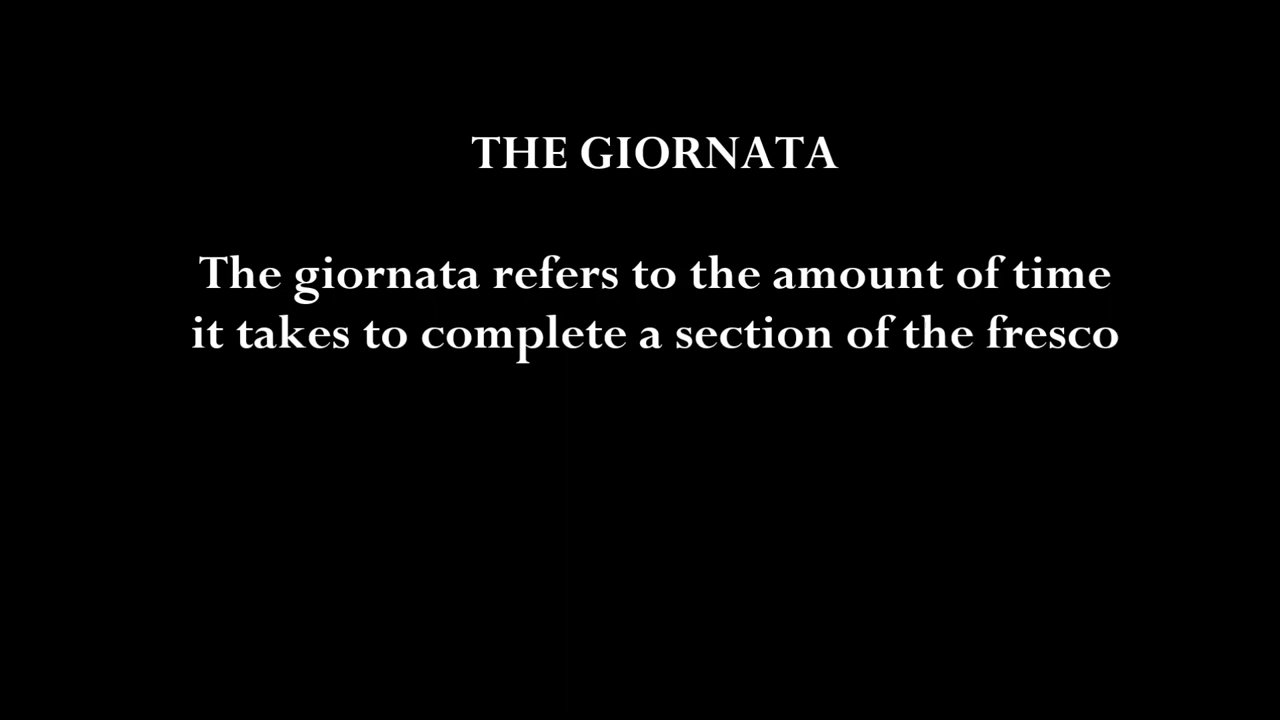 THE GIORNATA
The giornata refers to the amount of time
it takes to complete a section of the fresco